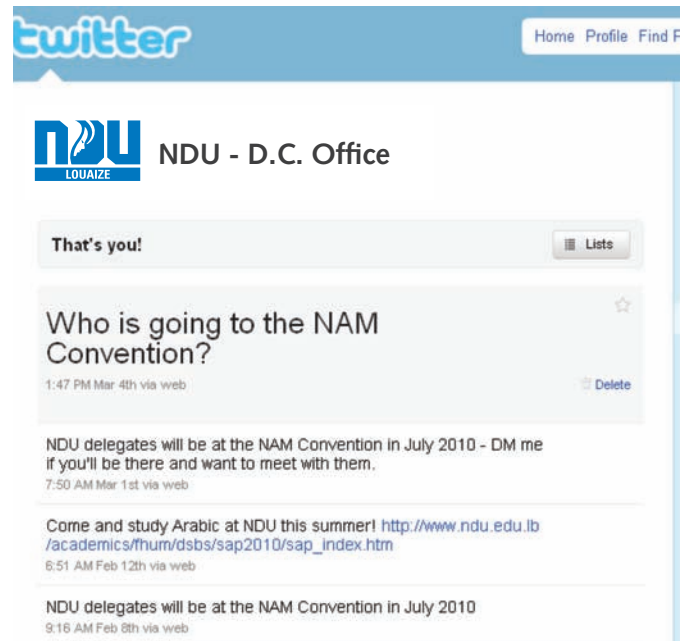 twitter
Home Profile Find
NDU
LOUAIZE
NDU - D.C. Office
That's you!
Lists
Who is going to the NAM
Convention?
1:47 PM Mar 4th via web
Delete
NDU delegates will be at the NAM Convention in July 2010 - DM me
if you'll be there and want to meet with them.
7:50 AM Mar 1st via web
Come and study Arabic at NDU this summer! http://www.ndu.edu.lb
/academics/fhum/dsbs/sap2010/sap_index.htm
6:51 AM Feb 12th via web
NDU delegates will be at the NAM Convention in July 2010
9:16 AM Feb 8th via web